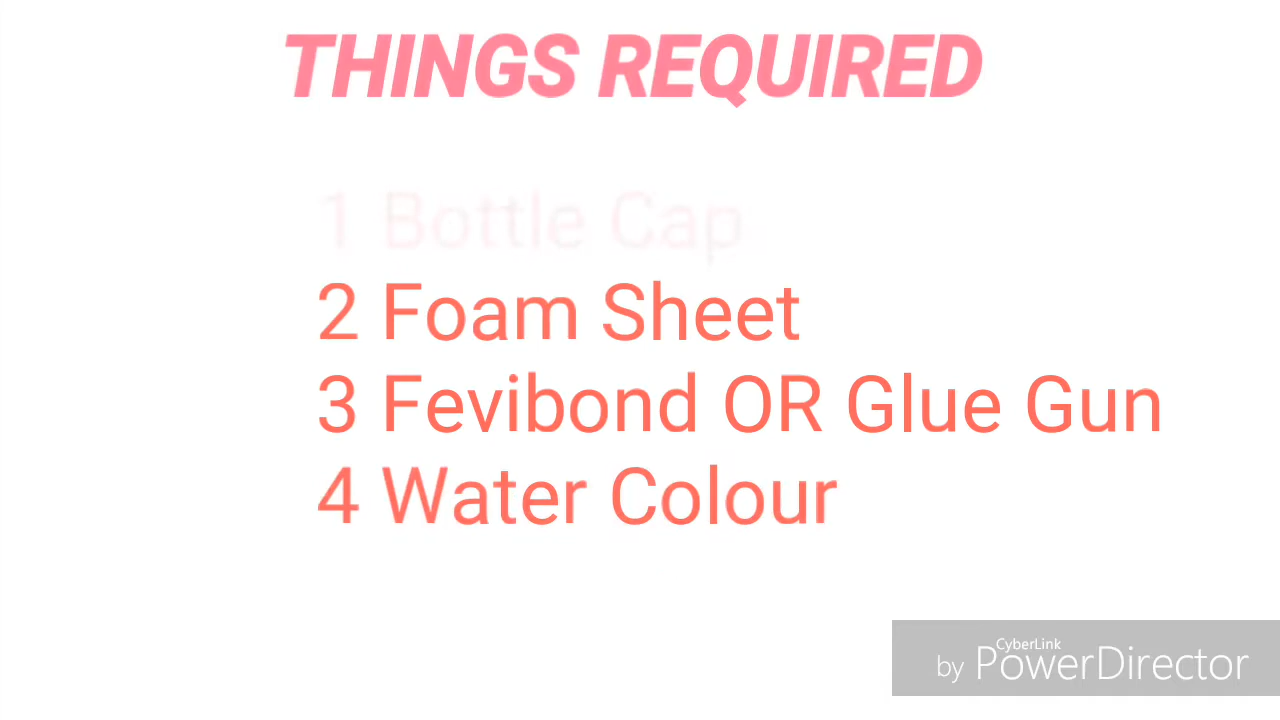 THINGS REQUIRED
1 Bottle Cap
2 Foam Sheet
3 Fevibond OR Glue Gun
4 Water Colour
CyberLink
by PowerDirector